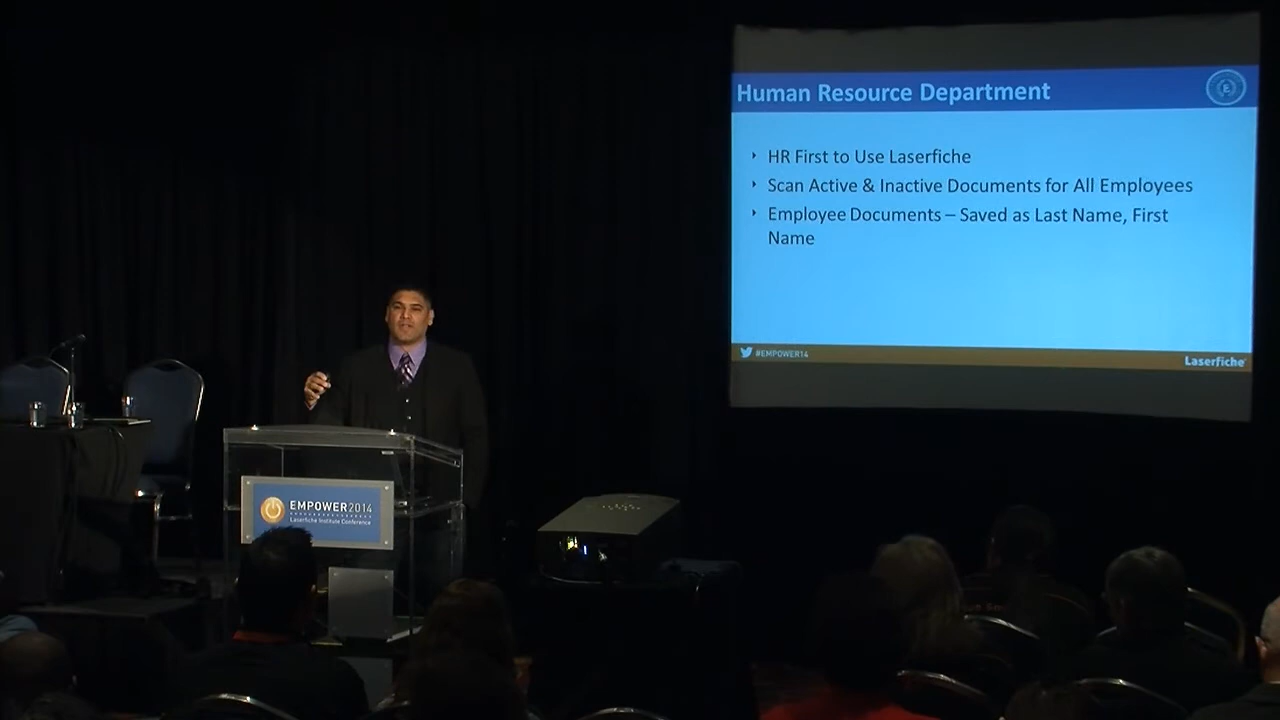 Human Resource Department
‣ HR First to Use Laserfiche
‣ Scan Active & Inactive Documents for All Employees
‣ Employee Documents – Saved as Last Name, First
Name
#EMPOWER14
Laserfiche
EMPOWER2014
Laserfiche Institute Conference